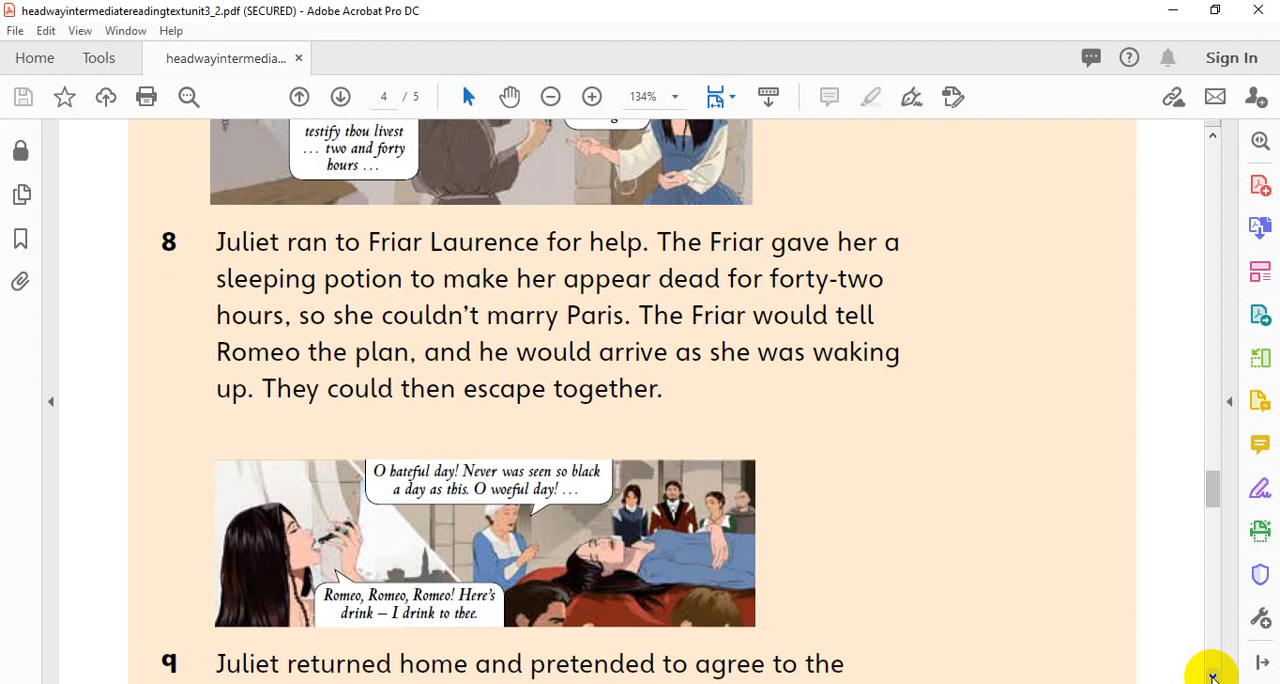 headwayintermediatereadingtextunit3_2.pdf (SECURED) - Adobe Acrobat Pro DC
File Edit View Window Help
Home Tools headwayintermedia... × Sign In
4 / 5 134%
testify thou livest
... two and forty
hours ...
8 Juliet ran to Friar Laurence for help. The Friar gave her a
sleeping potion to make her appear dead for forty-two
hours, so she couldn't marry Paris. The Friar would tell
Romeo the plan, and he would arrive as she was waking
up. They could then escape together.
O hateful day! Never was seen so black
a day as this. O woeful day! ...
Romeo, Romeo, Romeo! Here's
drink – I drink to thee.
9 Juliet returned home and pretended to agree to the